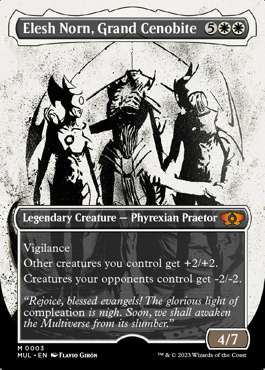 Elesh Norn, Grand Cenobite 5
Legendary Creature — Phyrexian Praetor
Vigilance
Other creatures you control get +2/+2.
Creatures your opponents control get -2/-2.
"Rejoice, blessed evangels! The glorious light of
compleation is nigh. Soon, we shall awaken
the Multiverse from its slumber."
4/7
M 0003
MUL • EN Flavio Girón
™ & © 2023 Wizards of the Coast